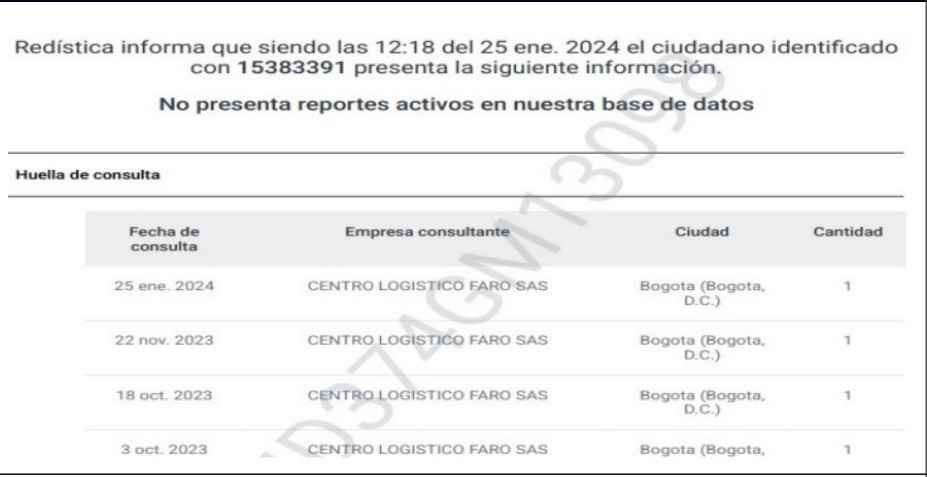 Redística informa que siendo las 12:18 del 25 ene. 2024 el ciudadano identificado
con 15383391 presenta la siguiente información.
No presenta reportes activos en nuestra base de datos
Huella de consulta
Fecha de consulta Empresa consultante Ciudad Cantidad
25 ene. 2024 CENTRO LOGISTICO FARO SAS Bogota (Bogota, D.C.) 1
22 nov. 2023 CENTRO LOGISTICO FARO SAS Bogota (Bogota, D.C.) 1
18 oct. 2023 CENTRO LOGISTICO FARO SAS Bogota (Bogota, D.C.) 1
3 oct. 2023 CENTRO LOGISTICO FARO SAS Bogota (Bogota, 1